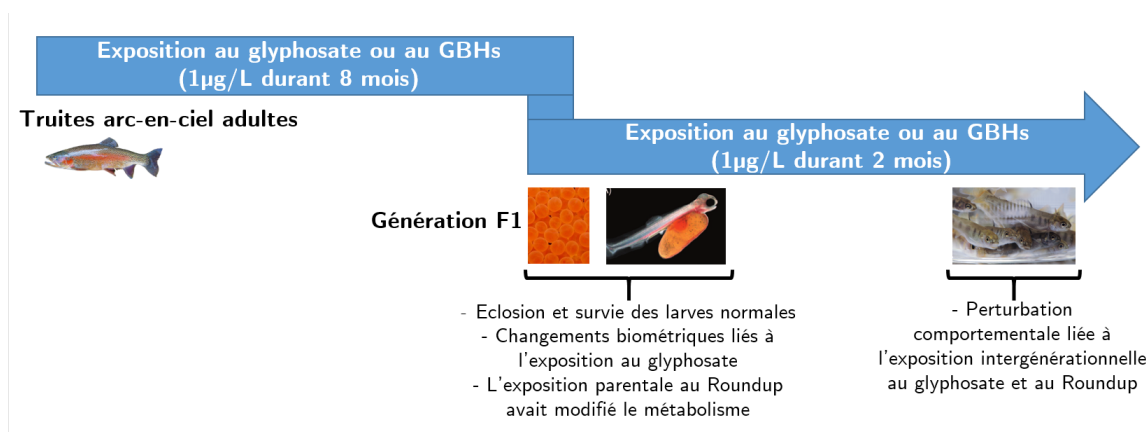 Exposition au glyphosate ou au GBHs
(1µg/L durant 8 mois)
Truites arc-en-ciel adultes
Exposition au glyphosate ou au GBHs
(1µg/L durant 2 mois)
Génération F1
- Eclosion et survie des larves normales
- Changements biométriques liés à
l'exposition au glyphosate
- L'exposition parentale au Roundup
avait modifié le métabolisme
- Perturbation
comportementale liée à
l'exposition intergénérationnelle
au glyphosate et au Roundup